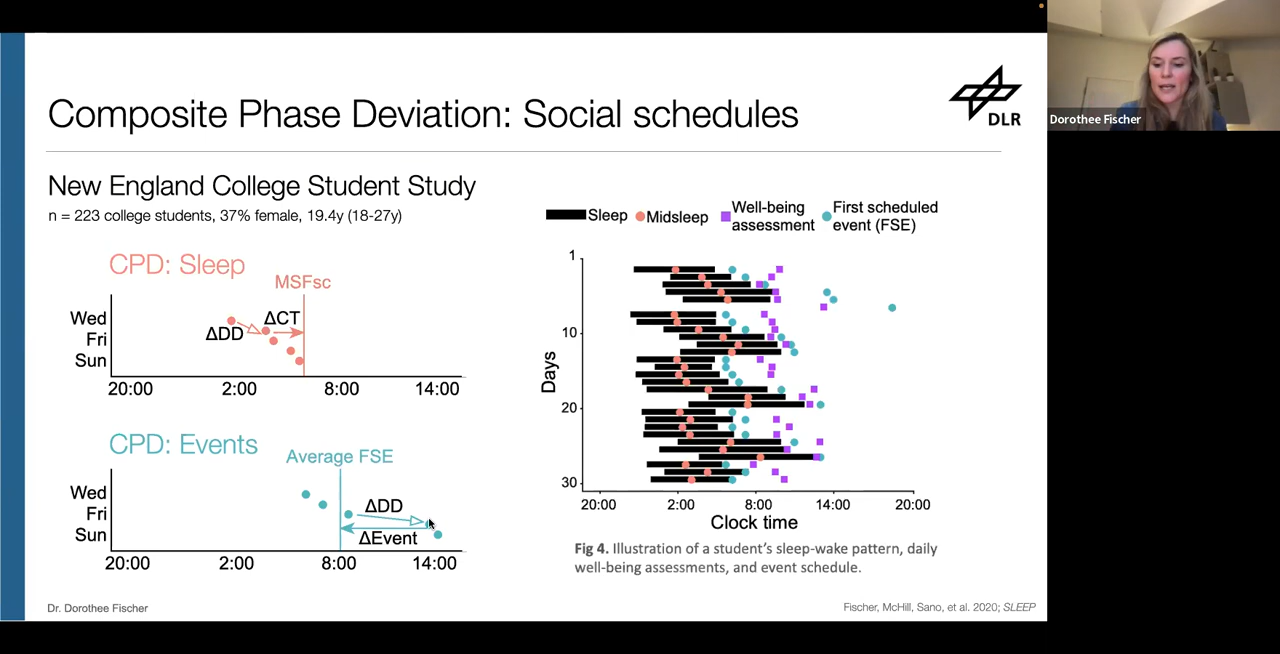 Composite Phase Deviation: Social schedules
DLR
Dorothee Fischer
New England College Student Study
n = 223 college students, 37% female, 19.4y (18-27y)
CPD: Sleep
MSFsc
Wed
Fri
Sun
ΔDD
ΔCT
20:00 2:00 8:00 14:00
CPD: Events
Average FSE
Wed
Fri
Sun
ΔDD
ΔEvent
20:00 2:00 8:00 14:00
Sleep
Midsleep
Well-being
assessment
First scheduled
event (FSE)
Days
1
10
20
30
20:00 2:00 8:00 14:00 20:00
Clock time
Fig 4. Illustration of a student's sleep-wake pattern, daily
well-being assessments, and event schedule.
Dr. Dorothee Fischer
Fischer, McHill, Sano, et al. 2020; SLEEP